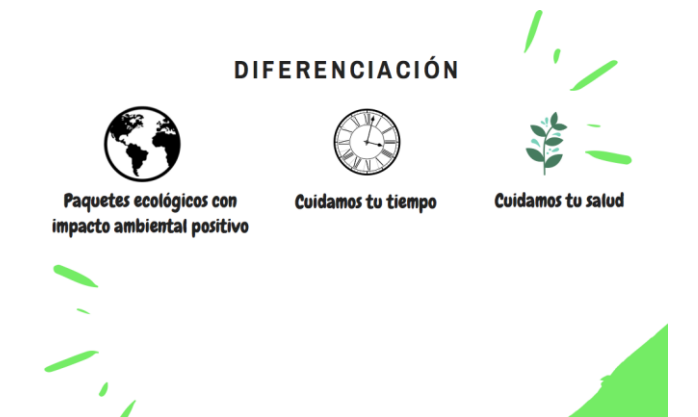 DIFERENCIACIÓN
Paquetes ecológicos con
impacto ambiental positivo
Cuidamos tu tiempo
Cuidamos tu salud